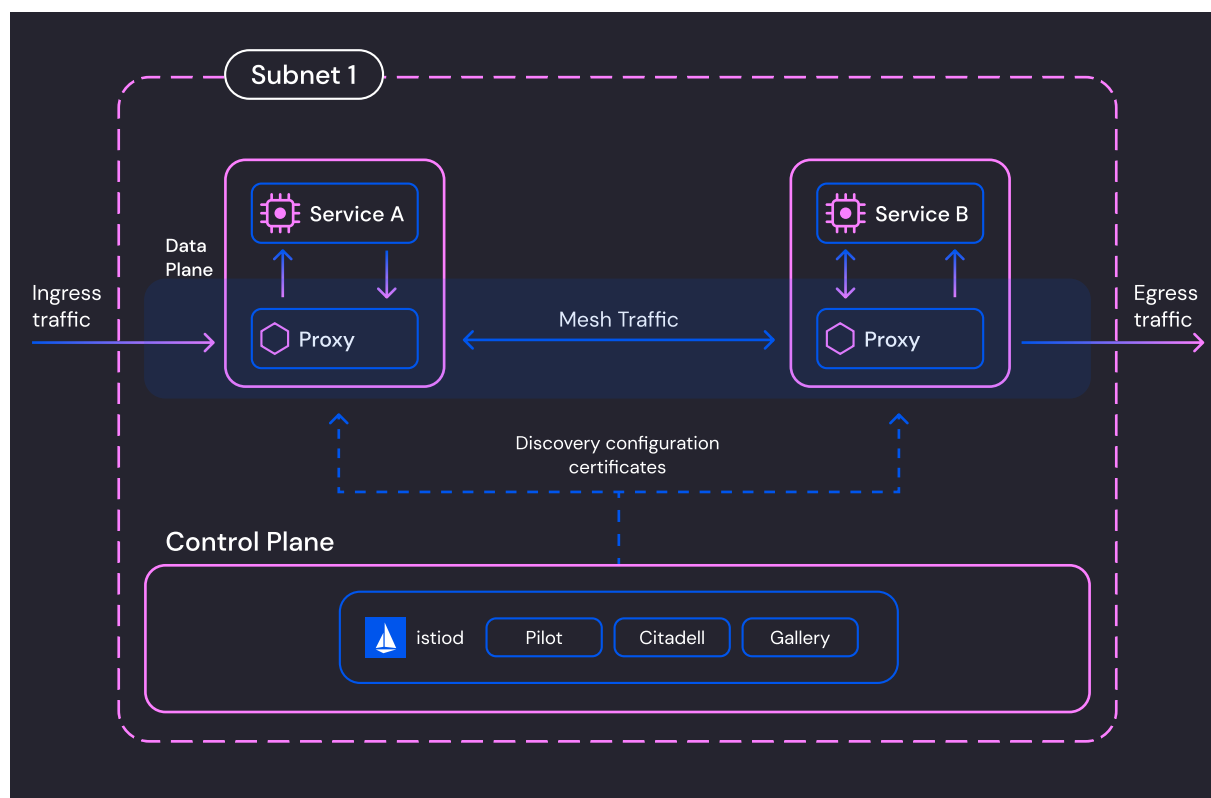 Subnet 1
Service A
Service B
Data
Plane
Ingress
traffic
Egress
traffic
Mesh Traffic
Proxy
Proxy
Discovery configuration
certificates
Control Plane
istiod
Pilot
Citadell
Gallery